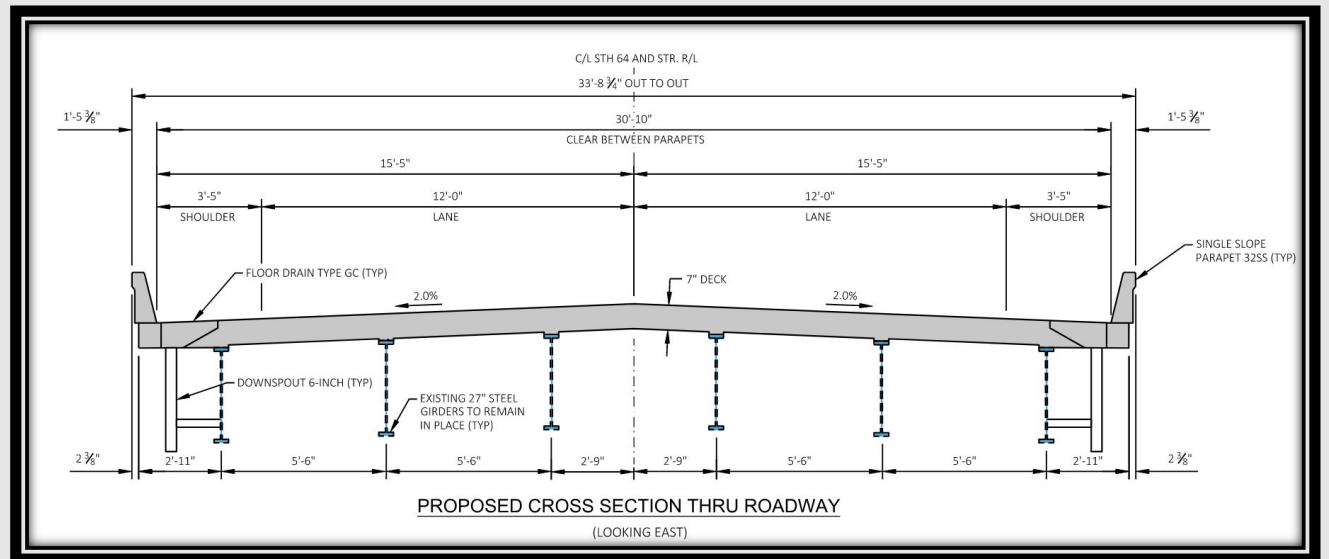 C/L STH 64 AND STR. R/L
33'-8 ¾" OUT TO OUT
1'-5 ⅜"
30'-10"
1'-5 ⅜"
CLEAR BETWEEN PARAPETS
15'-5"
15'-5"
3'-5"
12'-0"
12'-0"
3'-5"
SHOULDER
LANE
LANE
SHOULDER
SINGLE SLOPE
PARAPET 32SS (TYP)
FLOOR DRAIN TYPE GC (TYP)
7" DECK
2.0%
2.0%
DOWNSPOUT 6-INCH (TYP)
EXISTING 27" STEEL
GIRDERS TO REMAIN
IN PLACE (TYP)
2 ⅜"
2'-11"
5'-6"
5'-6"
2'-9"
2'-9"
5'-6"
5'-6"
2'-11"
2 ⅜"
PROPOSED CROSS SECTION THRU ROADWAY
(LOOKING EAST)